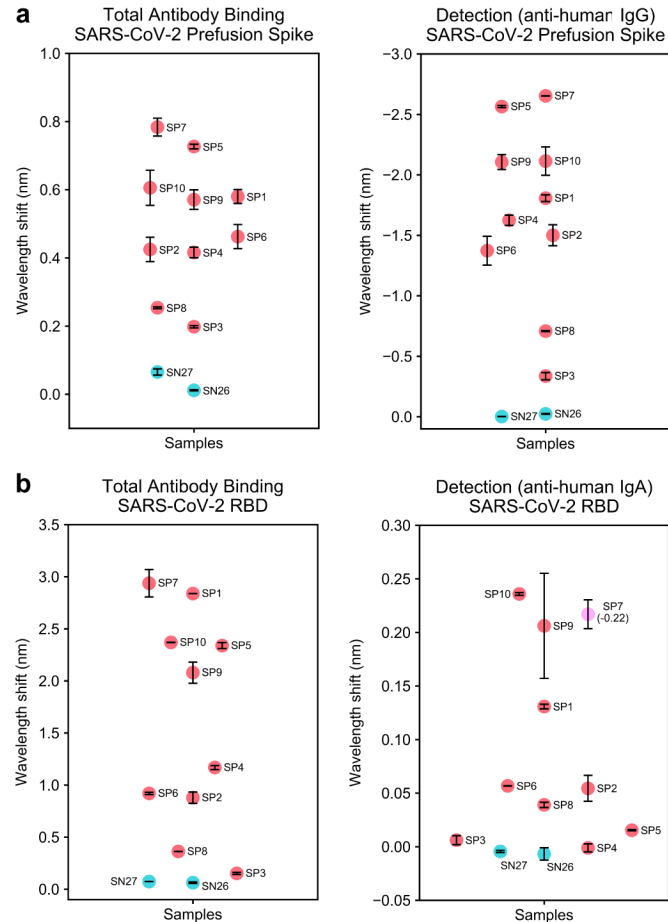 a
Total Antibody Binding
SARS-CoV-2 Prefusion Spike
1.0
0.8
0.6
0.4
0.2
0.0
Wavelength shift (nm)
SP7
SP5
SP10
SP9
SP1
SP6
SP2
SP4
SP8
SP3
SN27
SN26
Samples
Detection (anti-human IgG)
SARS-CoV-2 Prefusion Spike
−3.0
−2.5
−2.0
−1.5
−1.0
−0.5
0.0
Wavelength shift (nm)
SP7
SP5
SP9
SP10
SP1
SP4
SP2
SP6
SP8
SP3
SN27
SN26
Samples
b
Total Antibody Binding
SARS-CoV-2 RBD
3.5
3.0
2.5
2.0
1.5
1.0
0.5
0.0
Wavelength shift (nm)
SP7
SP1
SP10
SP5
SP9
SP4
SP6
SP2
SP8
SP3
SN27
SN26
Samples
Detection (anti-human IgA)
SARS-CoV-2 RBD
0.30
0.25
0.20
0.15
0.10
0.05
0.00
−0.05
Wavelength shift (nm)
SP10
SP7
(-0.22)
SP9
SP1
SP6
SP2
SP8
SP5
SP3
SP4
SN27
SN26
Samples